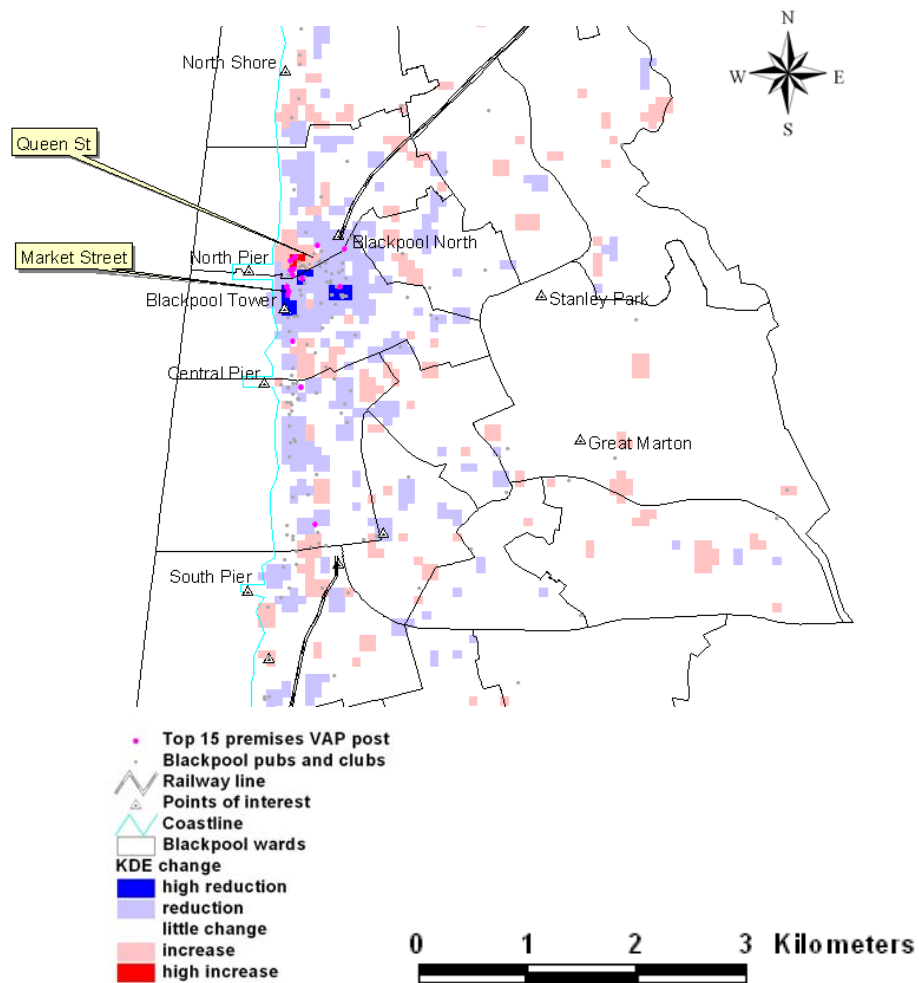 N
W E
S
North Shore
Queen St
Blackpool North
North Pier
Market Street
Blackpool Tower
Stanley Park
Central Pier
Great Marton
South Pier
Top 15 premises VAP post
Blackpool pubs and clubs
Railway line
Points of interest
Coastline
Blackpool wards
KDE change
high reduction
reduction
little change
increase
high increase
0 1 2 3 Kilometers